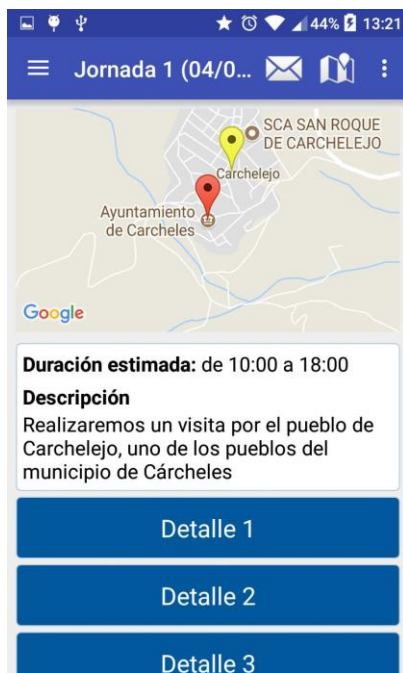 44% 13:21
Jornada 1 (04/0...
SCA SAN ROQUE
DE CARCHELEJO
Carchelejo
Ayuntamiento
de Carcheles
Google
Duración estimada: de 10:00 a 18:00
Descripción
Realizaremos un visita por el pueblo de
Carchelejo, uno de los pueblos del
municipio de Cárcheles
Detalle 1
Detalle 2
Detalle 3